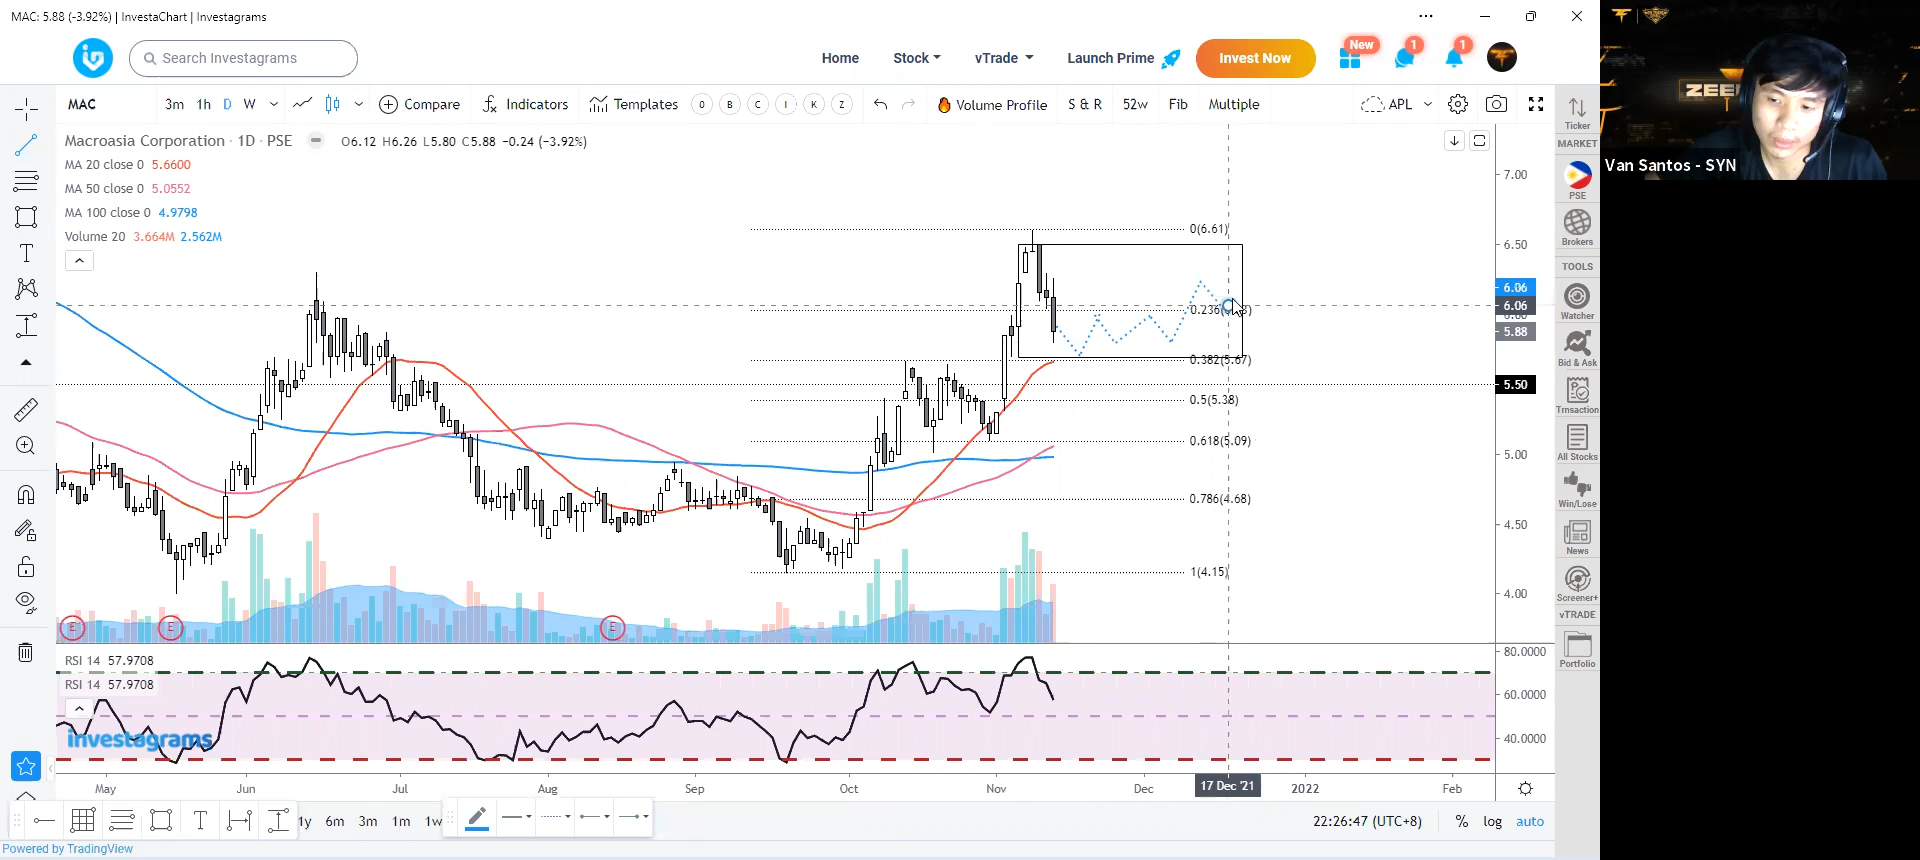 MAC: 5.88 (-3.92%) | InvestaChart | Investagrams
Search Investagrams
Home Stock vTrade Launch Prime Invest Now New 1 1
MAC 3m 1h D W Compare Indicators Templates O B C I K Z Volume Profile S & R 52w Fib Multiple APL
Macroasia Corporation · 1D · PSE O6.12 H6.26 L5.80 C5.88 −0.24 (−3.92%)
MA 20 close 0 5.6600
MA 50 close 0 5.0552
MA 100 close 0 4.9798
Volume 20 3.664M 2.562M
0(6.61)
0.382(5.67)
0.5(5.38)
0.618(5.09)
0.786(4.68)
1(4.15)
7.00
6.50
6.06
6.06
5.88
5.50
5.00
4.50
4.00
E E E
RSI 14 57.9708
RSI 14 57.9708
investagrams
80.0000
60.0000
40.0000
May Jun Jul Aug Sep Oct Nov Dec 17 Dec '21 2022 Feb
T
1y 6m 3m 1m 1w
22:26:47 (UTC+8) % log auto
Powered by TradingView
Ticker
MARKET
PSE
Brokers
TOOLS
Watcher
Bid & Ask
Trnsaction
All Stocks
Win/Lose
News
Screener+
vTRADE
Portfolio
Van Santos - SYN